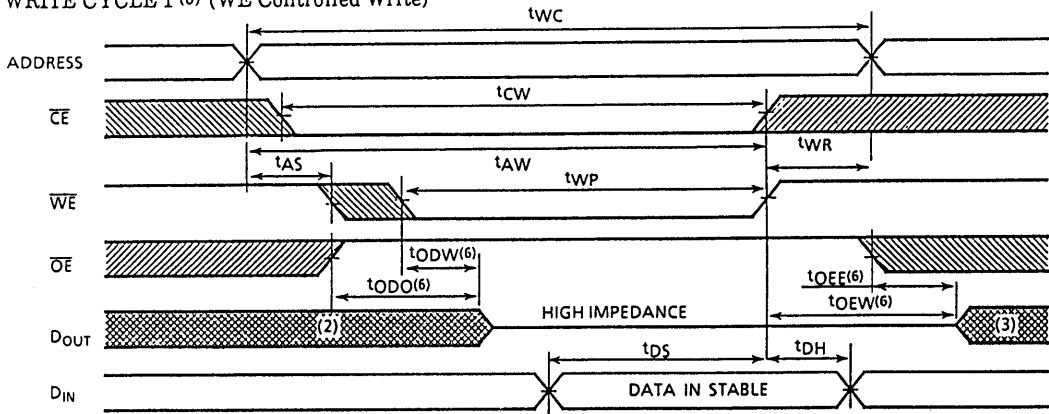 WRITE CYCLE 1 (5) (WE Controlled Write)
tWC
ADDRESS
tCW
CE
tWR
tAS
tAW
tWP
WE
OE
tODW(6)
tOEE(6)
tODO(6)
tOEW(6)
HIGH IMPEDANCE
(2)
(3)
DOUT
tDS
tDH
DIN
DATA IN STABLE